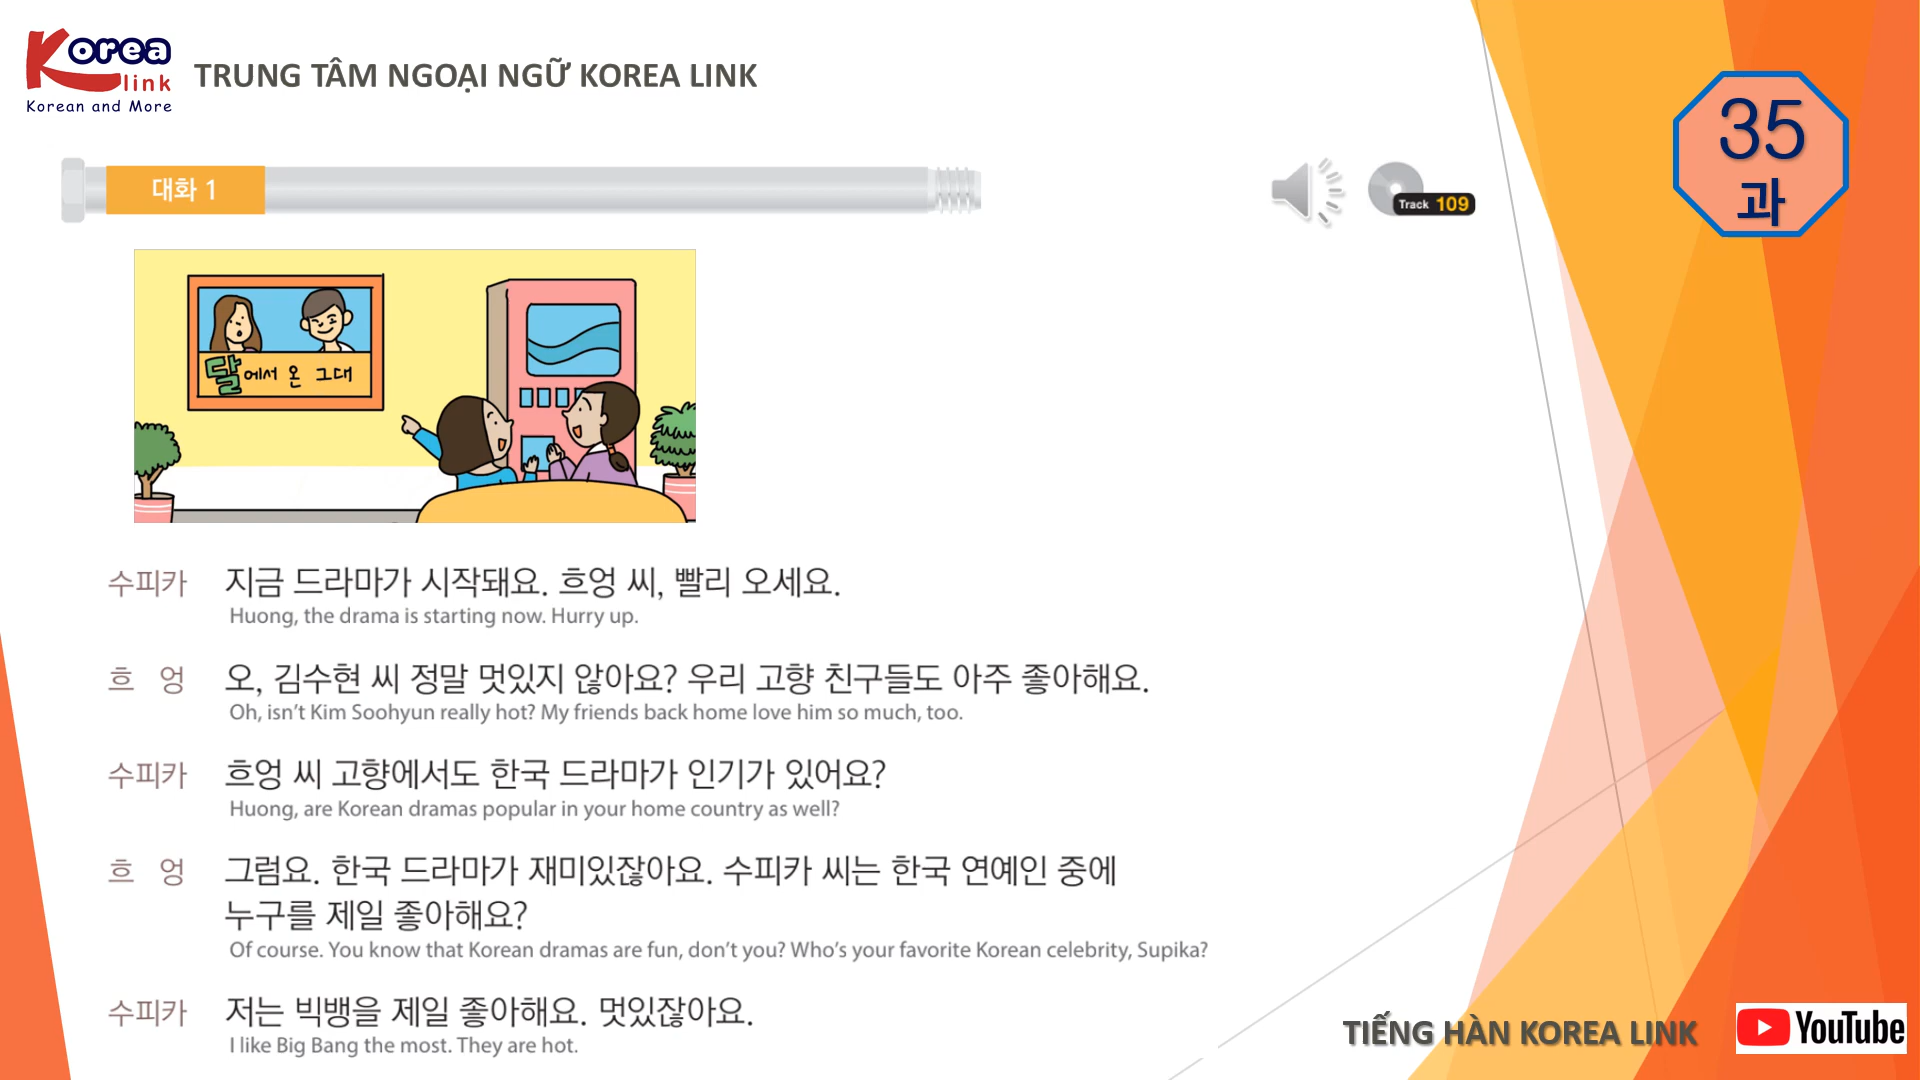 Korea
link
Korean and More
TRUNG TÂM NGOẠI NGỮ KOREA LINK
35
과
대화 1
Track 109
달에서 온 그대
수피카 지금 드라마가 시작돼요. 흐엉 씨, 빨리 오세요.
Huong, the drama is starting now. Hurry up.
흐 엉 오, 김수현 씨 정말 멋있지 않아요? 우리 고향 친구들도 아주 좋아해요.
Oh, isn't Kim Soohyun really hot? My friends back home love him so much, too.
수피카 흐엉 씨 고향에서도 한국 드라마가 인기가 있어요?
Huong, are Korean dramas popular in your home country as well?
흐 엉 그럼요. 한국 드라마가 재미있잖아요. 수피카 씨는 한국 연예인 중에
누구를 제일 좋아해요?
Of course. You know that Korean dramas are fun, don't you? Who's your favorite Korean celebrity, Supika?
수피카 저는 빅뱅을 제일 좋아해요. 멋있잖아요.
I like Big Bang the most. They are hot.
TIẾNG HÀN KOREA LINK
YouTube